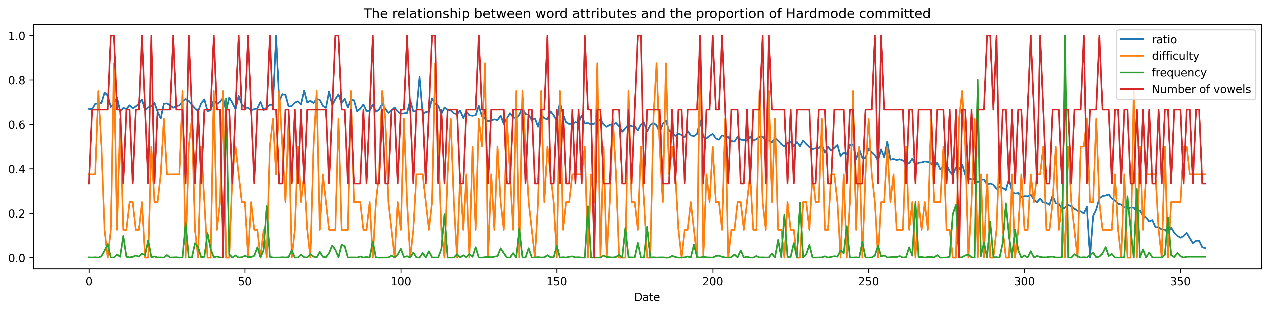 The relationship between word attributes and the proportion of Hardmode committed
1.0
0.8
0.6
0.4
0.2
0.0
ratio
difficulty
frequency
Number of vowels
0 50 100 150 200 250 300 350
Date